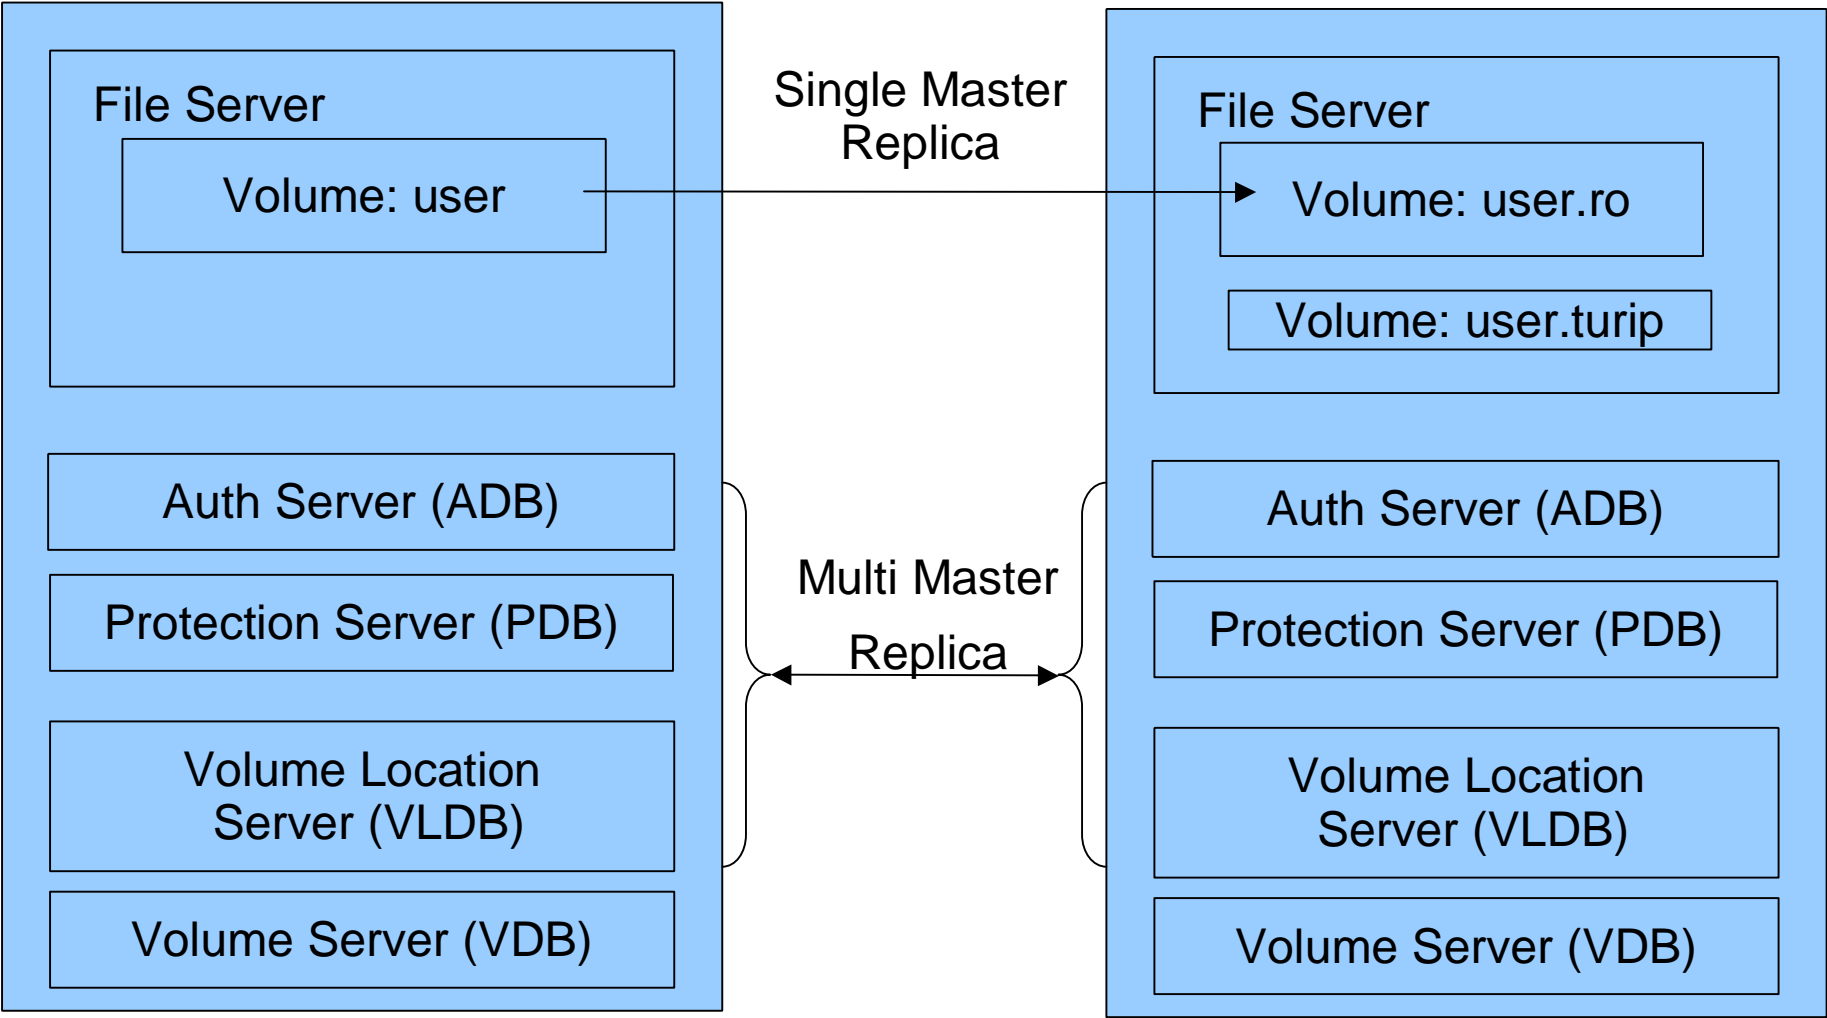 File Server
Volume: user
Auth Server (ADB)
Protection Server (PDB)
Volume Location
Server (VLDB)
Volume Server (VDB)
Single Master
Replica
Multi Master
Replica
File Server
Volume: user.ro
Volume: user.turip
Auth Server (ADB)
Protection Server (PDB)
Volume Location
Server (VLDB)
Volume Server (VDB)